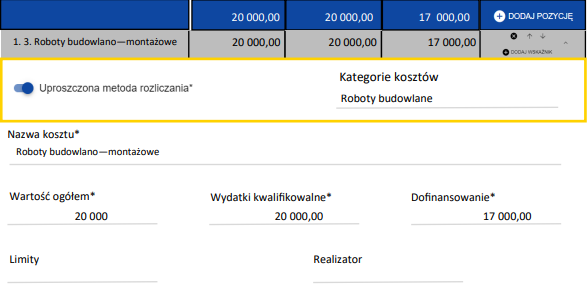 20 000,00 20 000,00 17 000,00 DODAJ POZYCJĘ
1. 3. Roboty budowlano—montażowe 20 000,00 20 000,00 17 000,00
DODAJ WSKAŹNIK
Kategorie kosztów
Uproszczona metoda rozliczania*
Roboty budowlane
Nazwa kosztu*
Roboty budowlano—montażowe
Wartość ogółem* Wydatki kwalifikowalne* Dofinansowanie*
20 000 20 000,00 17 000,00
Limity Realizator